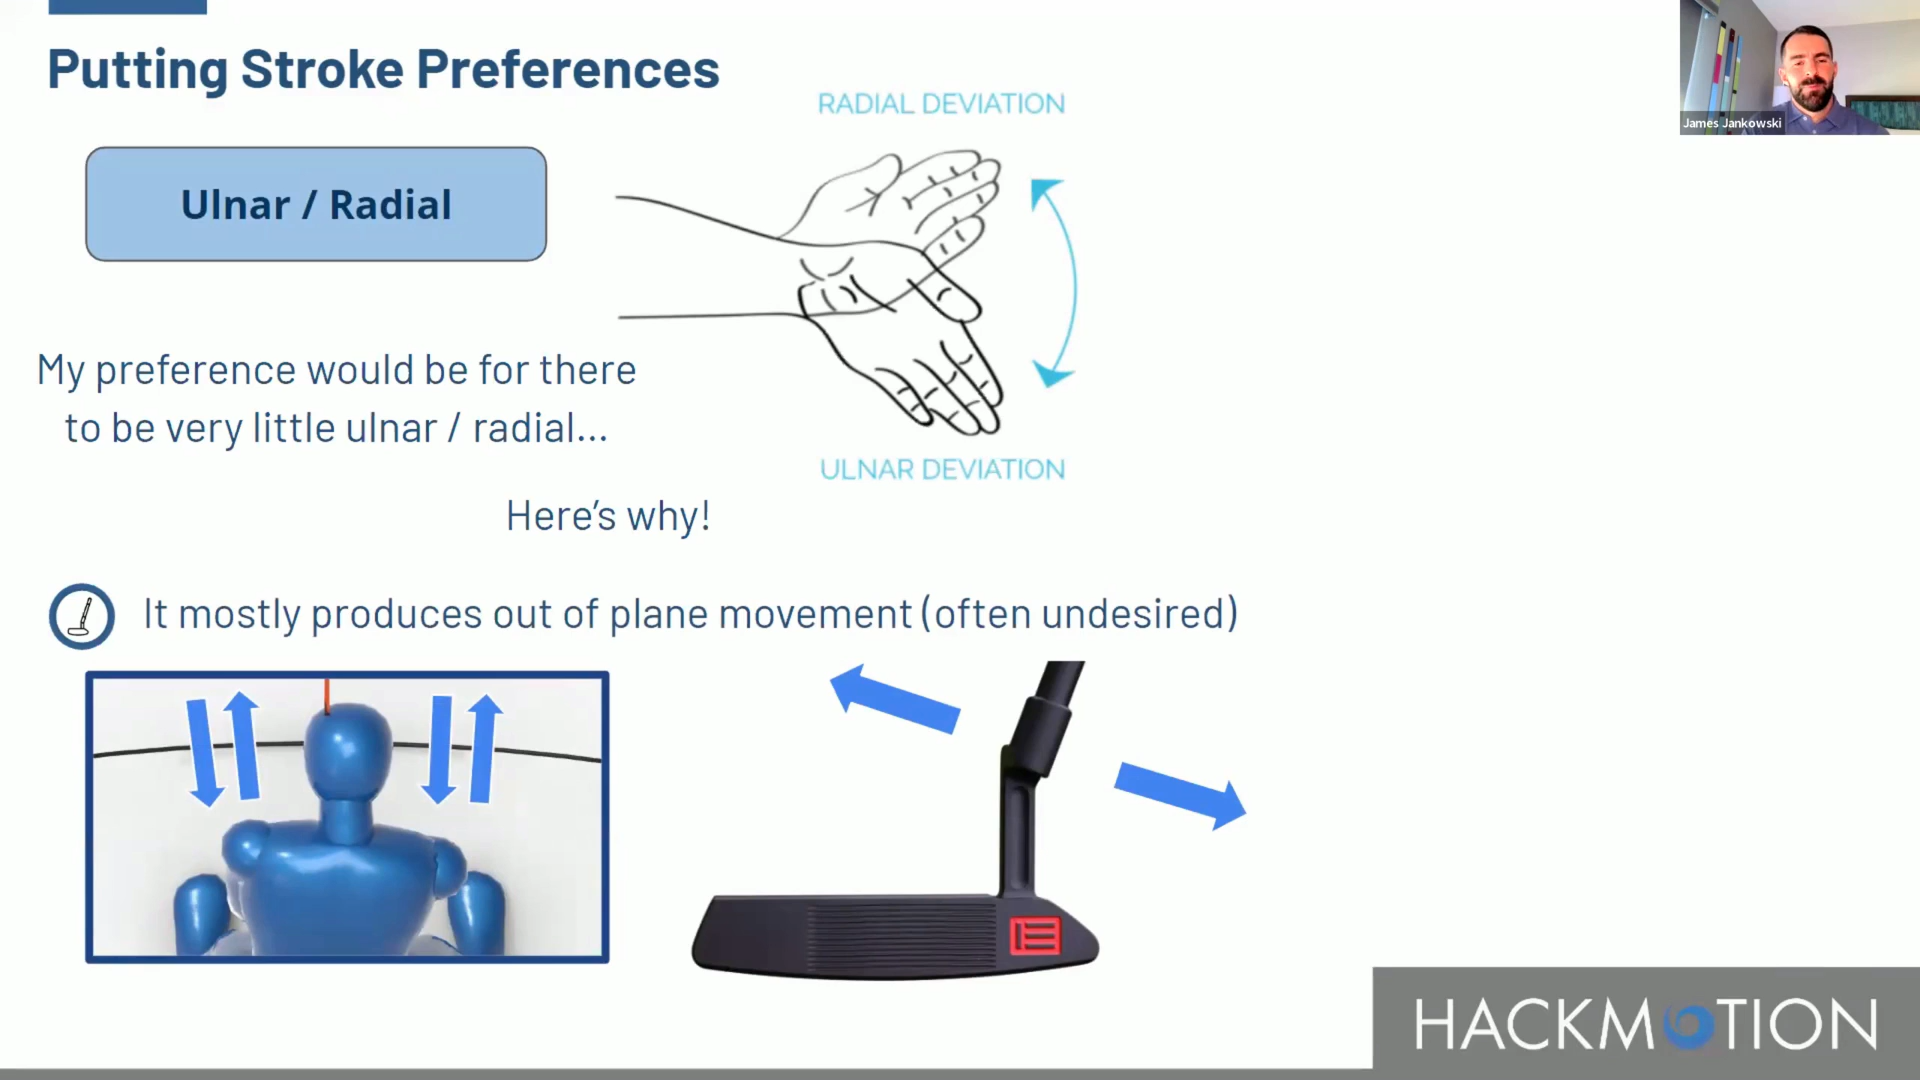 Putting Stroke Preferences
James Jankowski
RADIAL DEVIATION
Ulnar / Radial
My preference would be for there
to be very little ulnar / radial...
ULNAR DEVIATION
Here's why!
It mostly produces out of plane movement (often undesired)
HACKMOTION